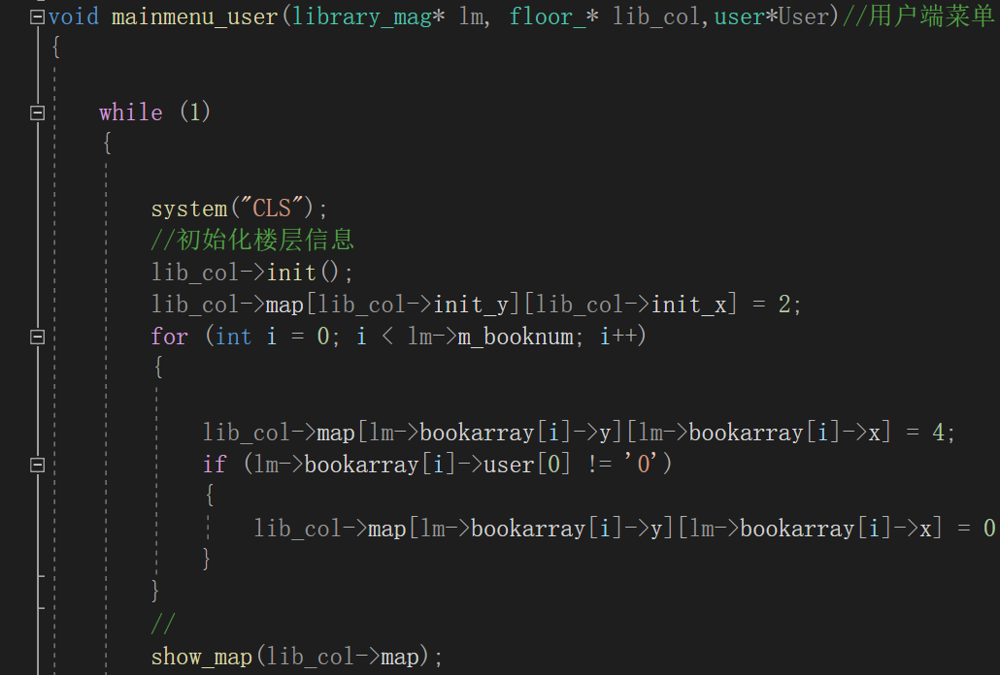 void mainmenu_user(library_mag* lm, floor_* lib_col,user*User)//用户端菜单
{
while (1)
{
system("CLS");
//初始化楼层信息
lib_col->init();
lib_col->map[lib_col->init_y][lib_col->init_x] = 2;
for (int i = 0; i < lm->m_booknum; i++)
{
lib_col->map[lm->bookarray[i]->y][lm->bookarray[i]->x] = 4;
if (lm->bookarray[i]->user[0] != '0')
{
lib_col->map[lm->bookarray[i]->y][lm->bookarray[i]->x] = 0
}
}
//
show_map(lib_col->map);